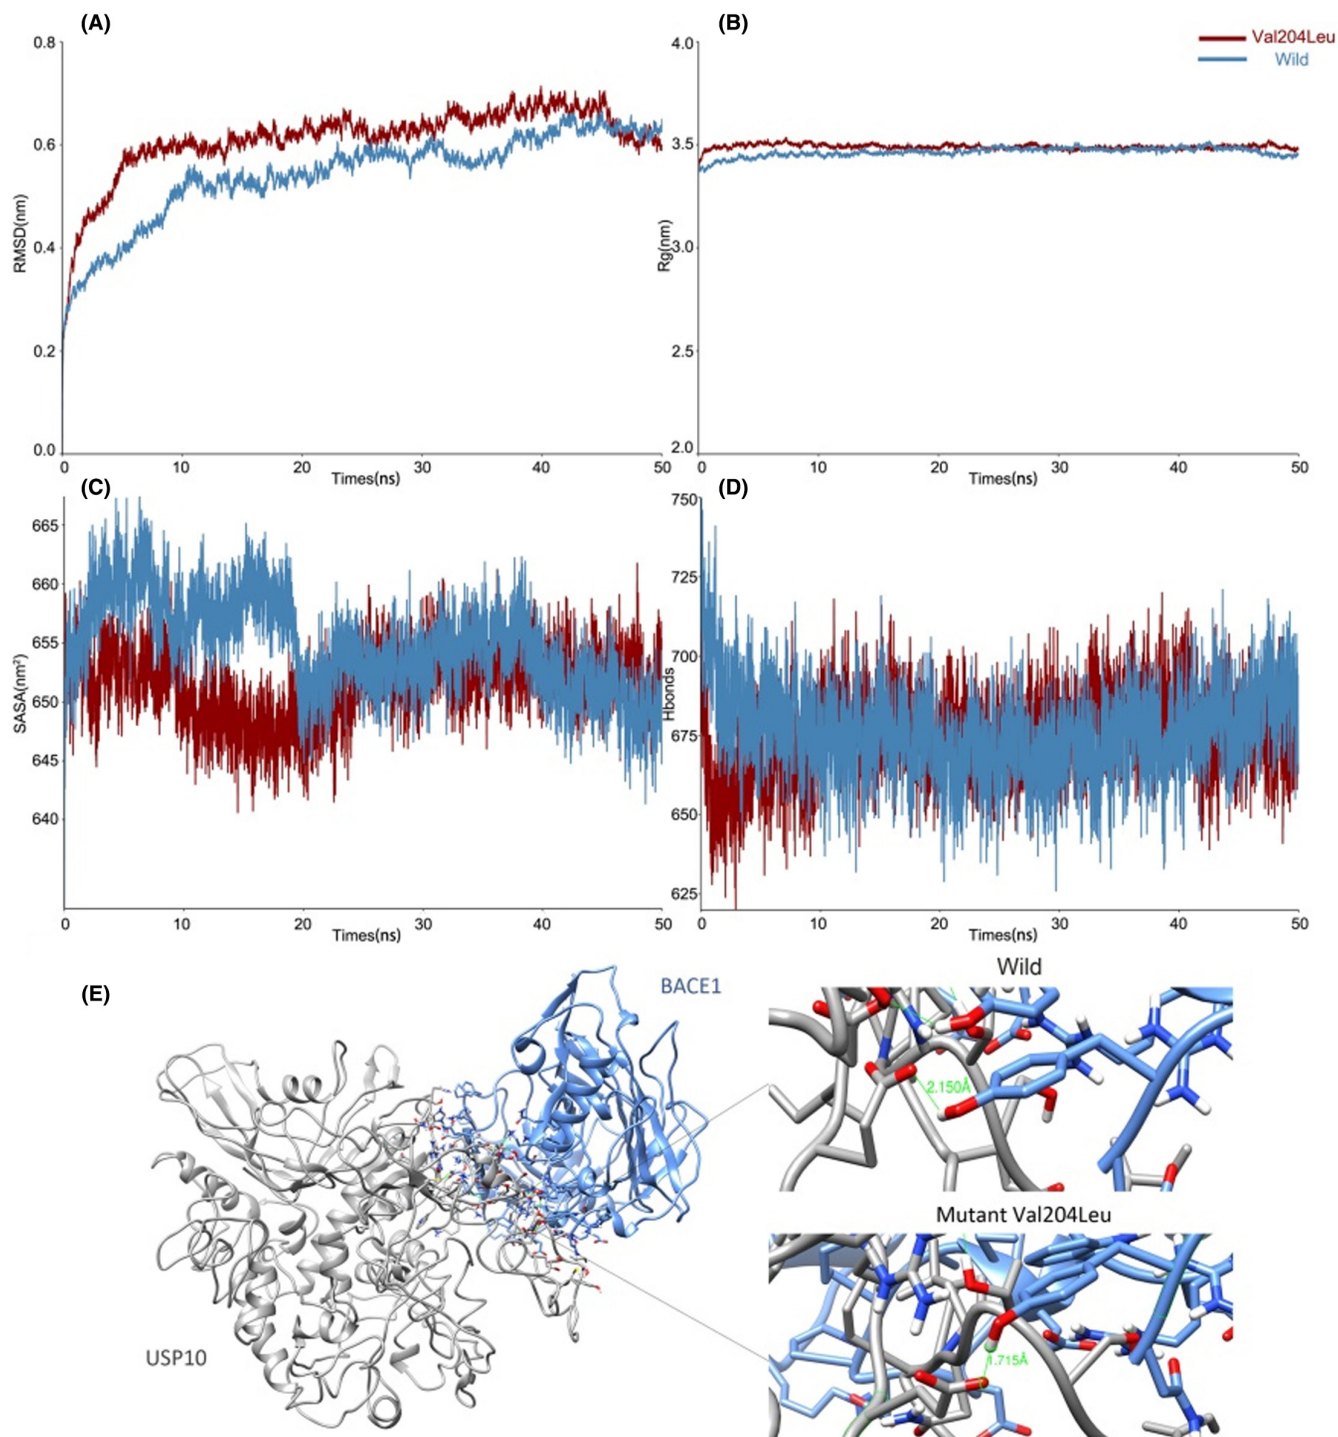 (A)
0.8
0.6
0.4
0.2
0.0
RMSD(nm)
0 10 20 30 40 50
Times(ns)
(B)
Val204Leu
Wild
4.0
3.5
3.0
2.5
2.0
Rg(nm)
0 10 20 30 40 50
Times(ns)
(C)
665
660
655
650
645
640
SASA(nm²)
0 10 20 30 40 50
Times(ns)
(D)
750
725
700
675
650
625
Hbonds
0 10 20 30 40 50
Times(ns)
(E)
BACE1
USP10
Wild
2.150Å
Mutant Val204Leu
1.715Å